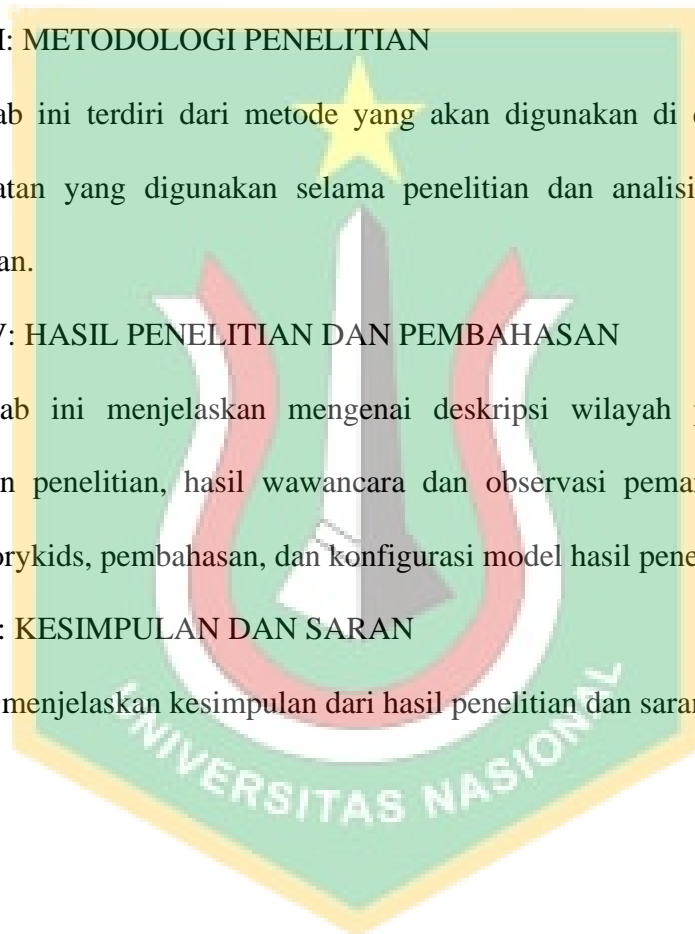 I: METODOLOGI PENELITIAN
ab ini terdiri dari metode yang akan digunakan di
atan yang digunakan selama penelitian dan analisi
an.
V: HASIL PENELITIAN DAN PEMBAHASAN
ab ini menjelaskan mengenai deskripsi wilayah
n penelitian, hasil wawancara dan observasi pema
orykids, pembahasan, dan konfigurasi model hasil pene
: KESIMPULAN DAN SARAN
menjelaskan kesimpulan dari hasil penelitian dan saran
UNIVERSITAS NASIONAL